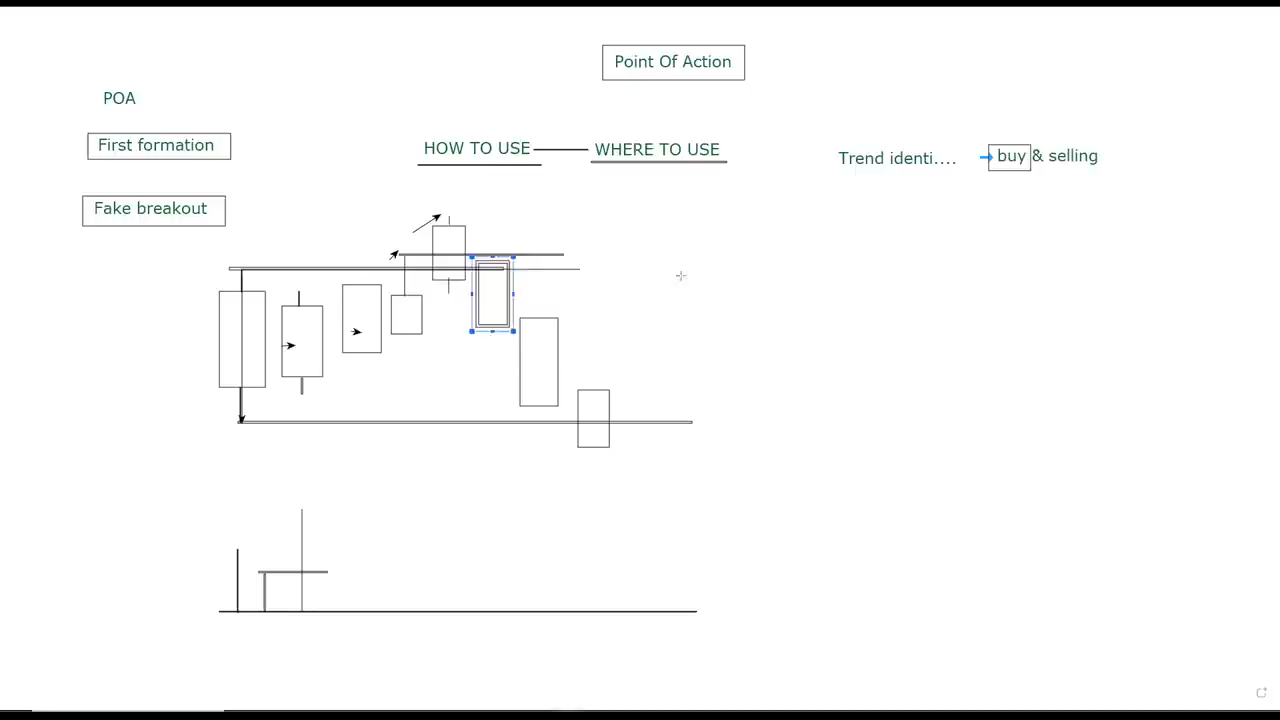 Point Of Action
POA
First formation
HOW TO USE
WHERE TO USE
Trend identi....
buy & selling
Fake breakout